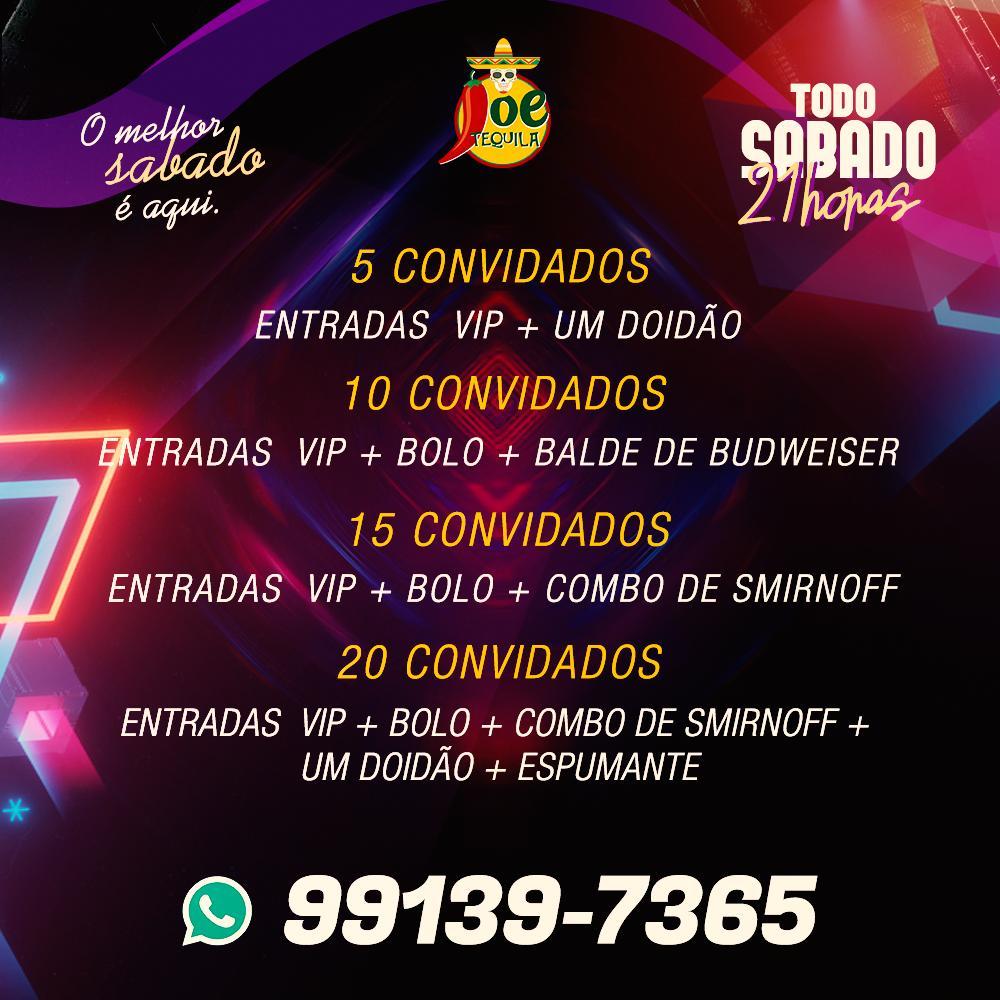 O melhor
sabado
é aqui.
Joe
TEQUILA
TODO
SABADO
21horas
5 CONVIDADOS
ENTRADAS VIP + UM DOIDÃO
10 CONVIDADOS
ENTRADAS VIP + BOLO + BALDE DE BUDWEISER
15 CONVIDADOS
ENTRADAS VIP + BOLO + COMBO DE SMIRNOFF
20 CONVIDADOS
ENTRADAS VIP + BOLO + COMBO DE SMIRNOFF +
UM DOIDÃO + ESPUMANTE
99139-7365